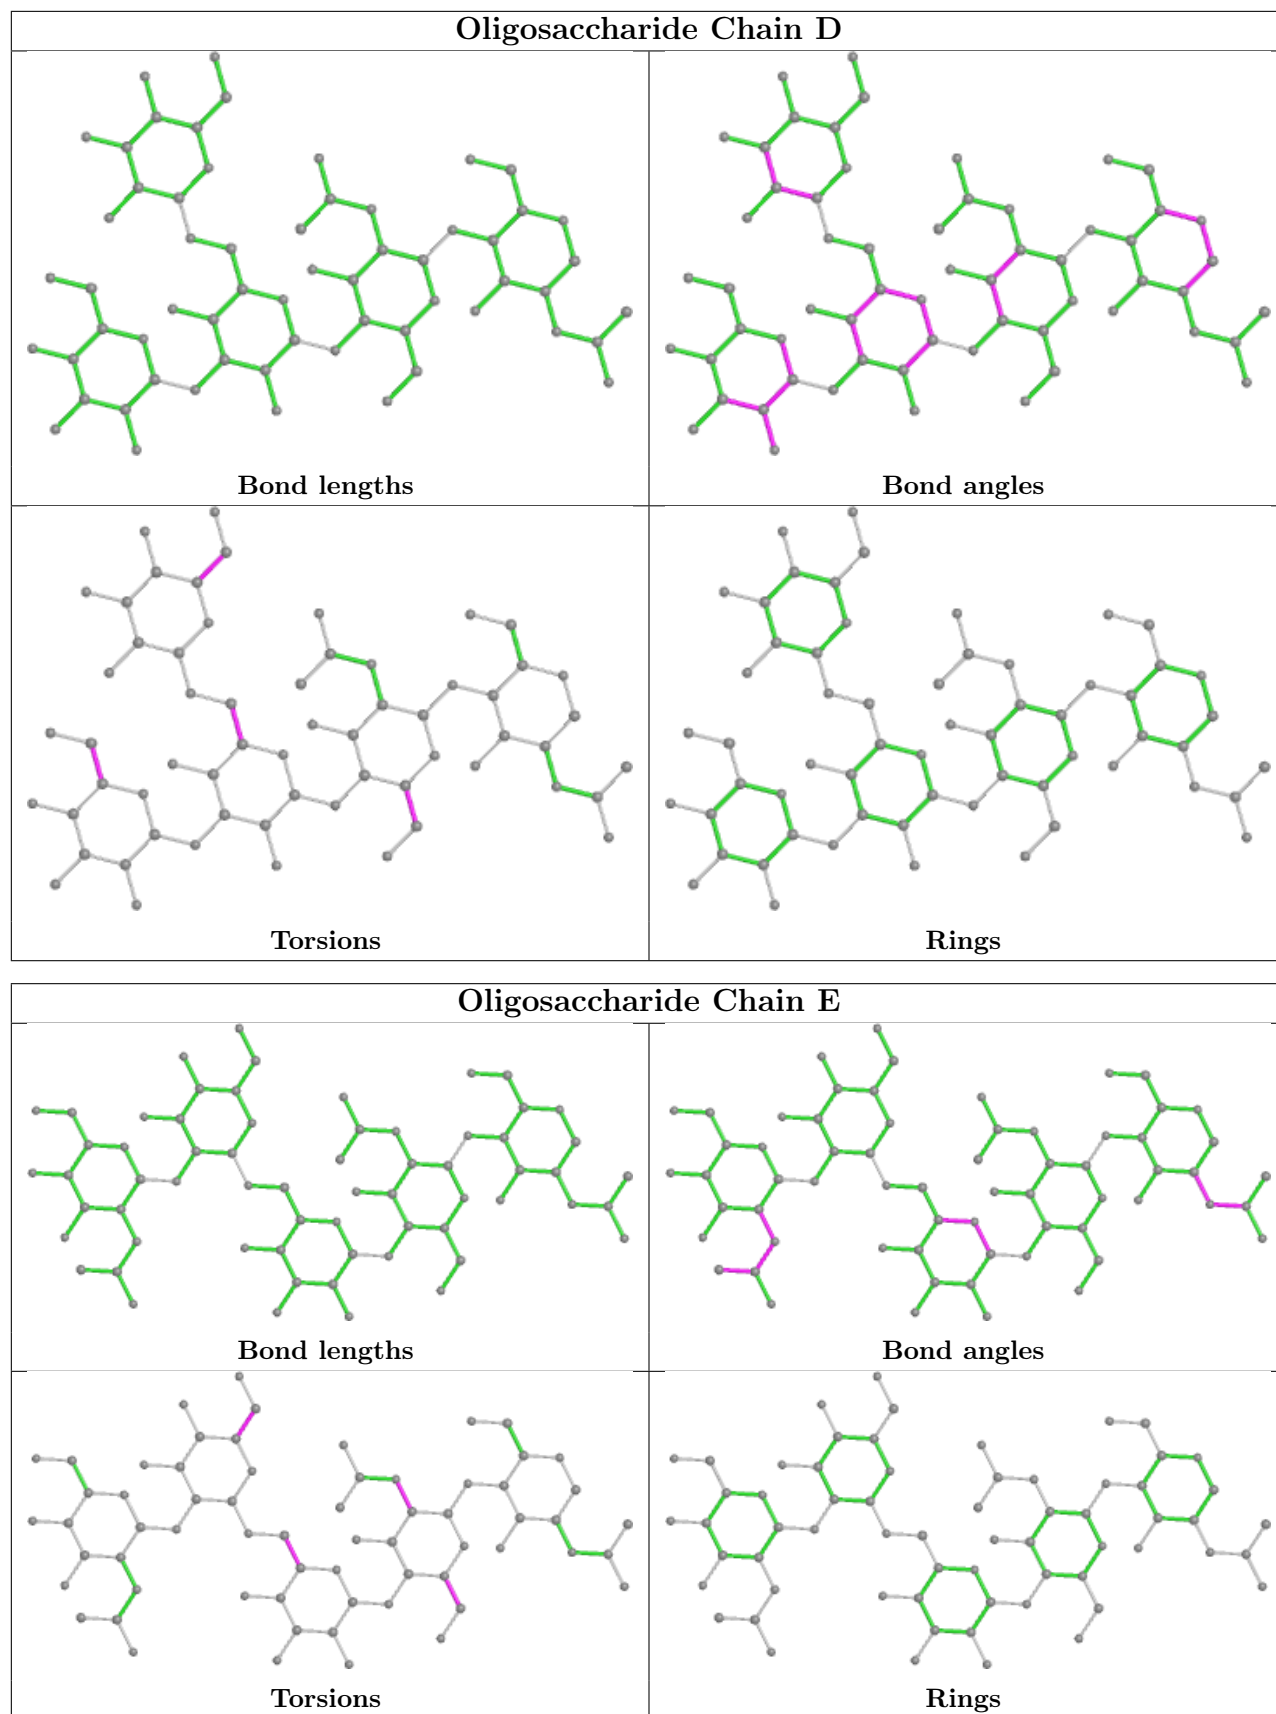 Oligosaccharide Chain D
Bond lengths
Bond angles
Torsions
Rings
Oligosaccharide Chain E
Bond lengths
Bond angles
Torsions
Rings